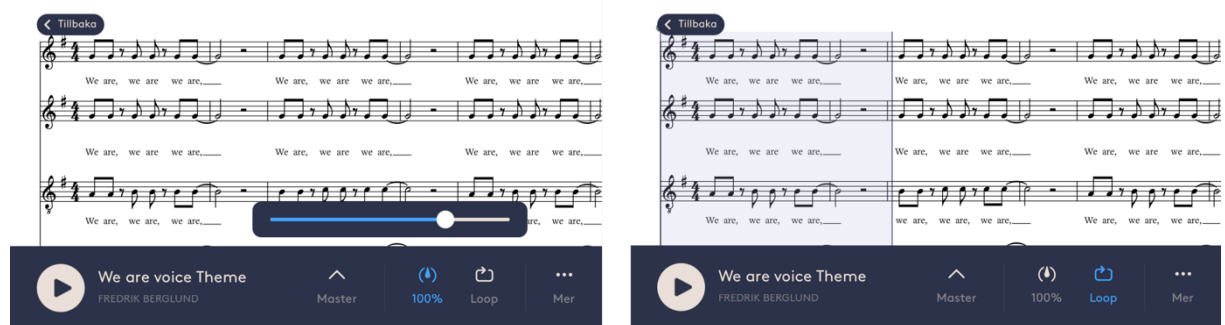 Tillbaka
We are, we are we are,
We are, we are we are,
We are, we are we are,
We are, we are we are,
We are, we are we are,
We are, we are we are,
We are, we are, we are,
are, we are,
We are voice Theme
FREDRIK BERGLUND
Master
100%
Loop
Mer
Tillbaka
We are, we are we are,
We are, we are we are,
We are, we are we are,
We are, we are we are,
We are, we are we are,
We are, we are we are,
We are, we are, we are,
we are, we are, we are,
We are, we are, we are,
We are voice Theme
FREDRIK BERGLUND
Master
100%
Loop
Mer